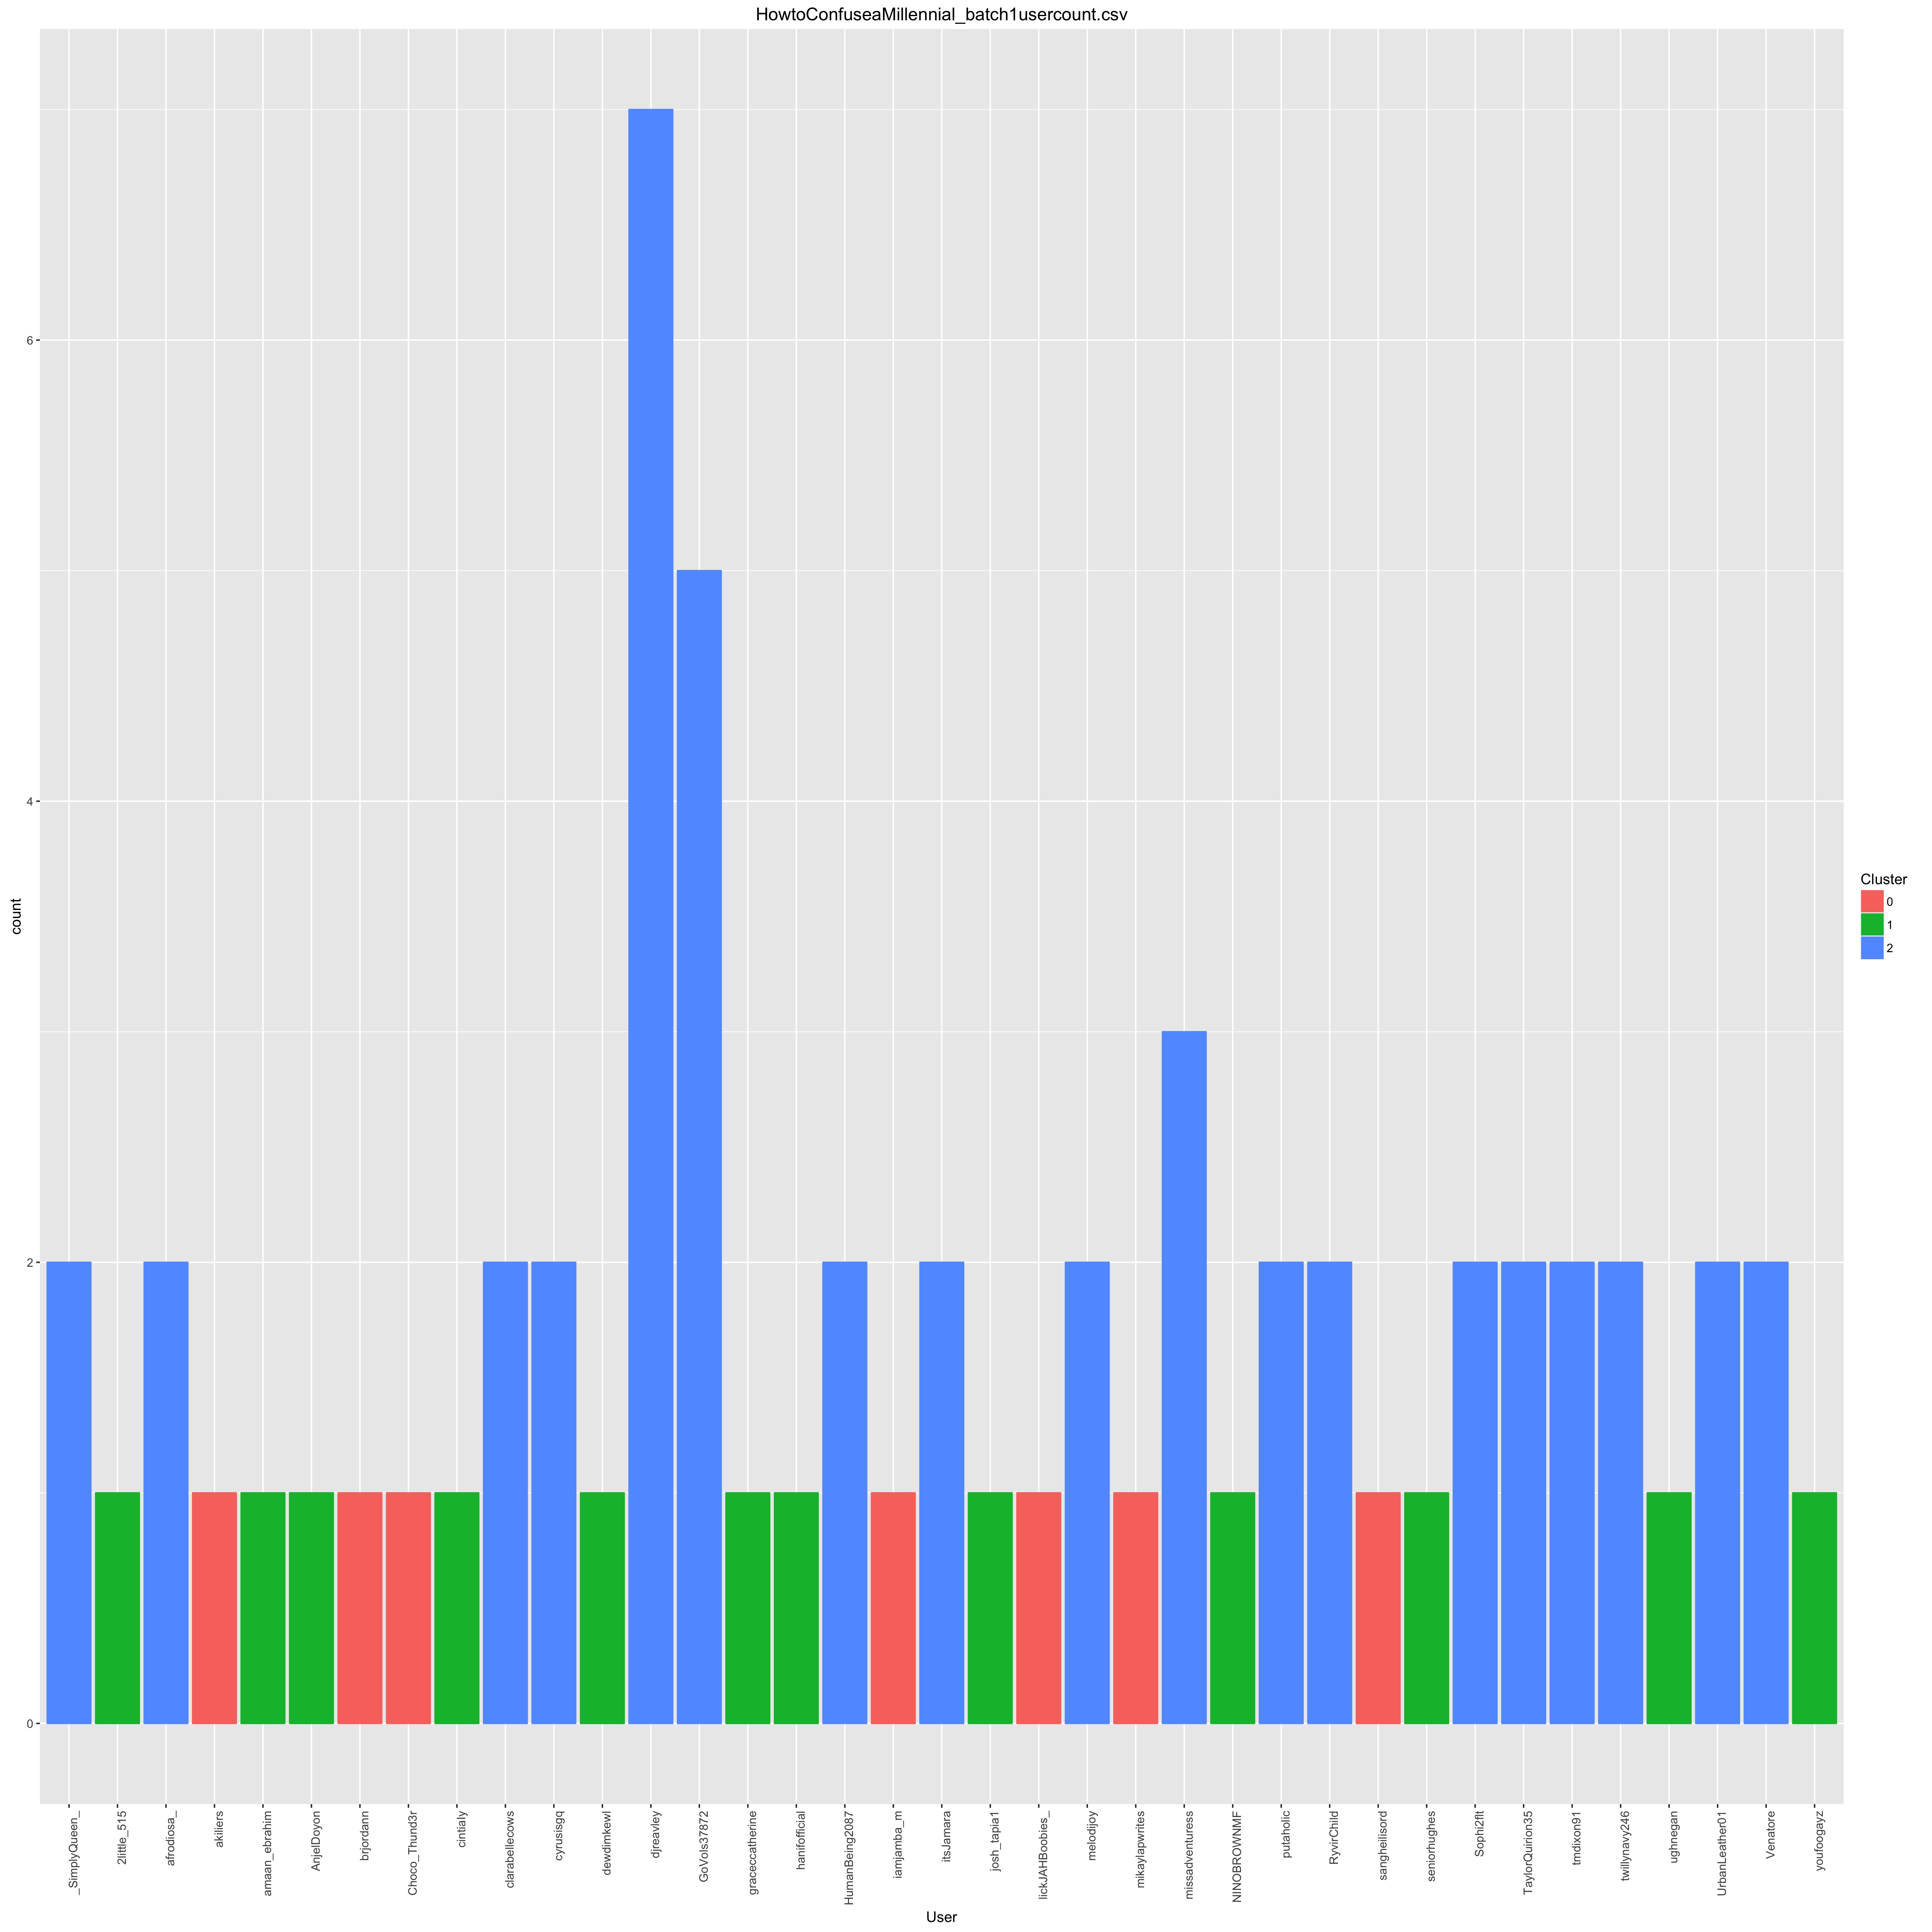 HowtoConfuseaMillennial_batch1usercount.csv
6
4
2
0
count
_SimplyQueen_
2little_515
afrodiosa_
akiliers
aman_ebrahim
AnjelDoyon
brjordann
Choco_Thund3r
cintialy
clarabellecows
cyrusisgq
dewdimkewl
djreavley
GoVols37872
graceccatherine
hanifofficial
HumanBeing2087
iamjamba_m
itsJamara
josh_tapia1
lickJAHBoobies_
melodijoy
mikaylapwrites
missadventuress
NINOBROWNMF
putaholic
RyvirChild
sangheilisord
seniorhughes
Sophi2flt
TaylorQuirion35
tmdixon91
twillynavy246
ughnegan
UrbanLeather01
Venatore
youfoogayz
User
Cluster
0
1
2